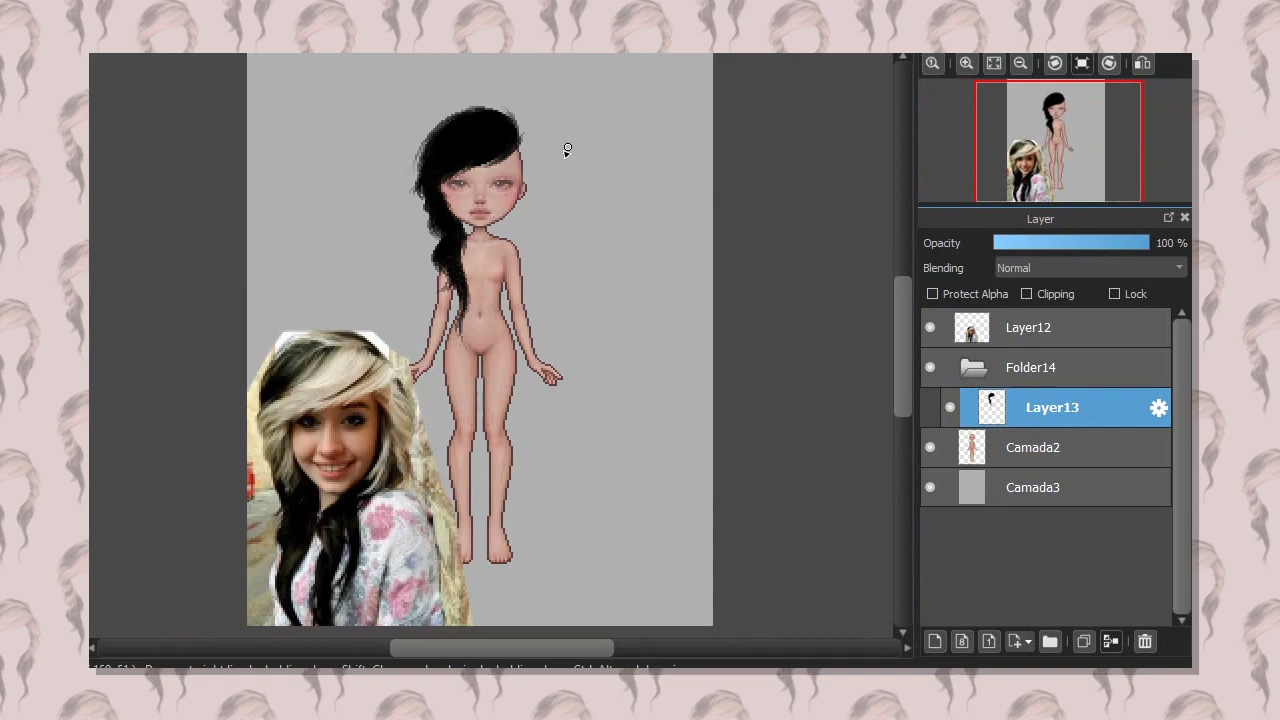 Layer
Opacity 100 %
Blending Normal
Protect Alpha Clipping Lock
Layer12
Folder14
Layer13
Camada2
Camada3